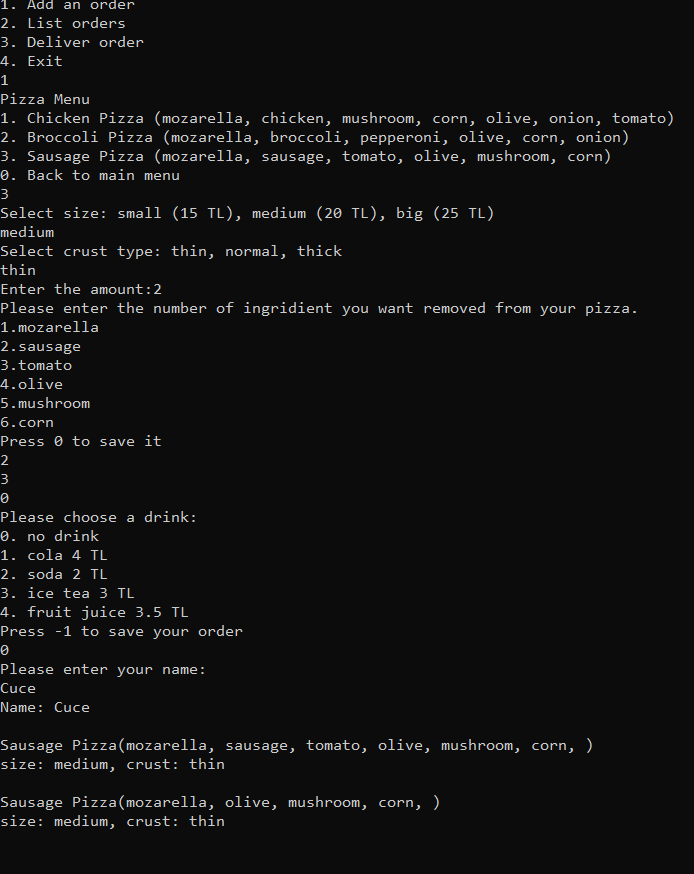 1. Add an order
2. List orders
3. Deliver order
4. Exit
1
Pizza Menu
1. Chicken Pizza (mozarella, chicken, mushroom, corn, olive, onion, tomato)
2. Broccoli Pizza (mozarella, broccoli, pepperoni, olive, corn, onion)
3. Sausage Pizza (mozarella, sausage, tomato, olive, mushroom, corn)
0. Back to main menu
3
Select size: small (15 TL), medium (20 TL), big (25 TL)
medium
Select crust type: thin, normal, thick
thin
Enter the amount:2
Please enter the number of ingridient you want removed from your pizza.
1.mozarella
2.sausage
3.tomato
4.olive
5.mushroom
6.corn
Press 0 to save it
2
3
0
Please choose a drink:
0. no drink
1. cola 4 TL
2. soda 2 TL
3. ice tea 3 TL
4. fruit juice 3.5 TL
Press -1 to save your order
0
Please enter your name:
Cuce
Name: Cuce
Sausage Pizza(mozarella, sausage, tomato, olive, mushroom, corn, )
size: medium, crust: thin
Sausage Pizza(mozarella, olive, mushroom, corn, )
size: medium, crust: thin